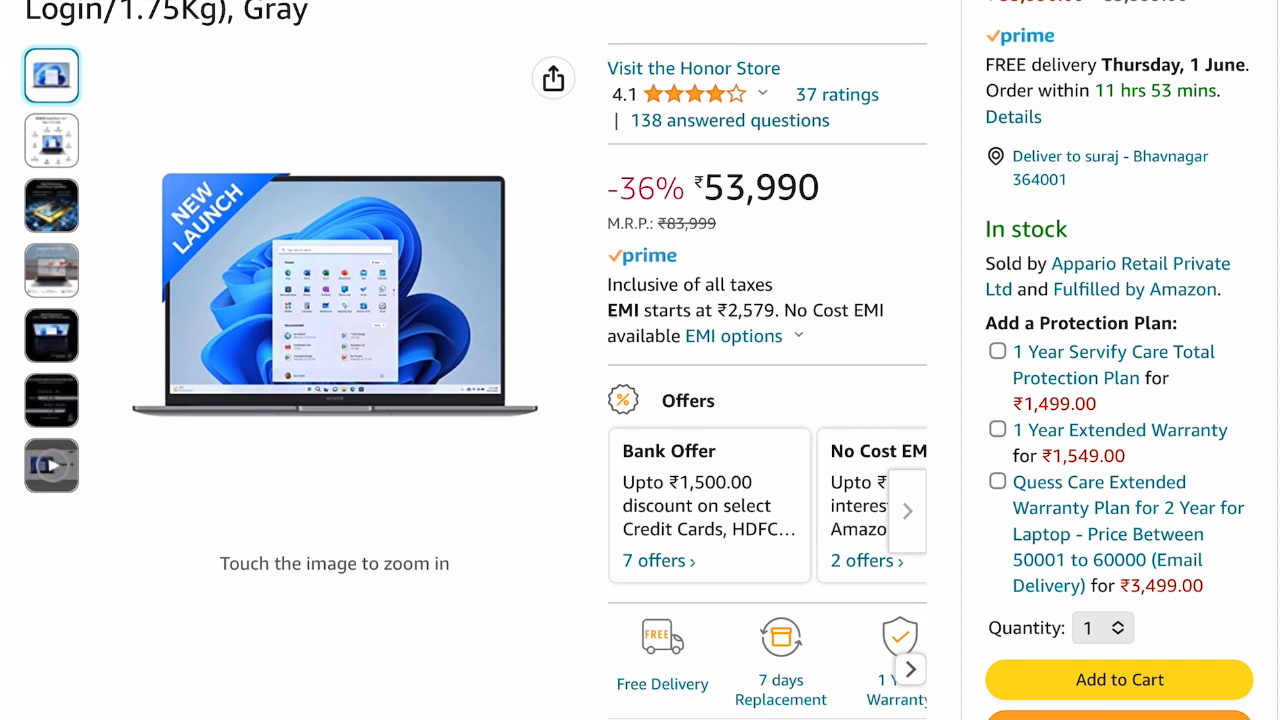 Login/1.75Kg), Gray
NEW
LAUNCH
HONOR
Touch the image to zoom in
Visit the Honor Store
4.1
37 ratings
| 138 answered questions
-36% ₹53,990
M.R.P.: ₹83,999
prime
Inclusive of all taxes
EMI starts at ₹2,579. No Cost EMI
available EMI options
Offers
Bank Offer
Upto ₹1,500.00
discount on select
Credit Cards, HDFC…
7 offers ›
No Cost EM
Upto ₹
interes
Amazo
2 offers ›
FREE
Free Delivery
7 days
Replacement
1 Y
Warranty
prime
FREE delivery Thursday, 1 June.
Order within 11 hrs 53 mins.
Details
Deliver to suraj - Bhavnagar
364001
In stock
Sold by Appario Retail Private
Ltd and Fulfilled by Amazon.
Add a Protection Plan:
1 Year Servify Care Total
Protection Plan for
₹1,499.00
1 Year Extended Warranty
for ₹1,549.00
Quess Care Extended
Warranty Plan for 2 Year for
Laptop - Price Between
50001 to 60000 (Email
Delivery) for ₹3,499.00
Quantity: 1
Add to Cart